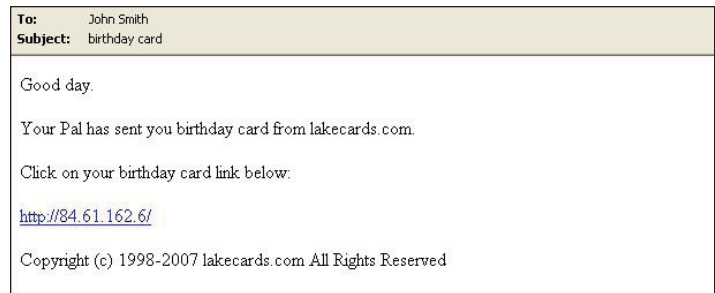 To: John Smith
Subject: birthday card
Good day.
Your Pal has sent you birthday card from lakecards.com.
Click on your birthday card link below:
http://84.61.162.6/
Copyright (c) 1998-2007 lakecards.com All Rights Reserved